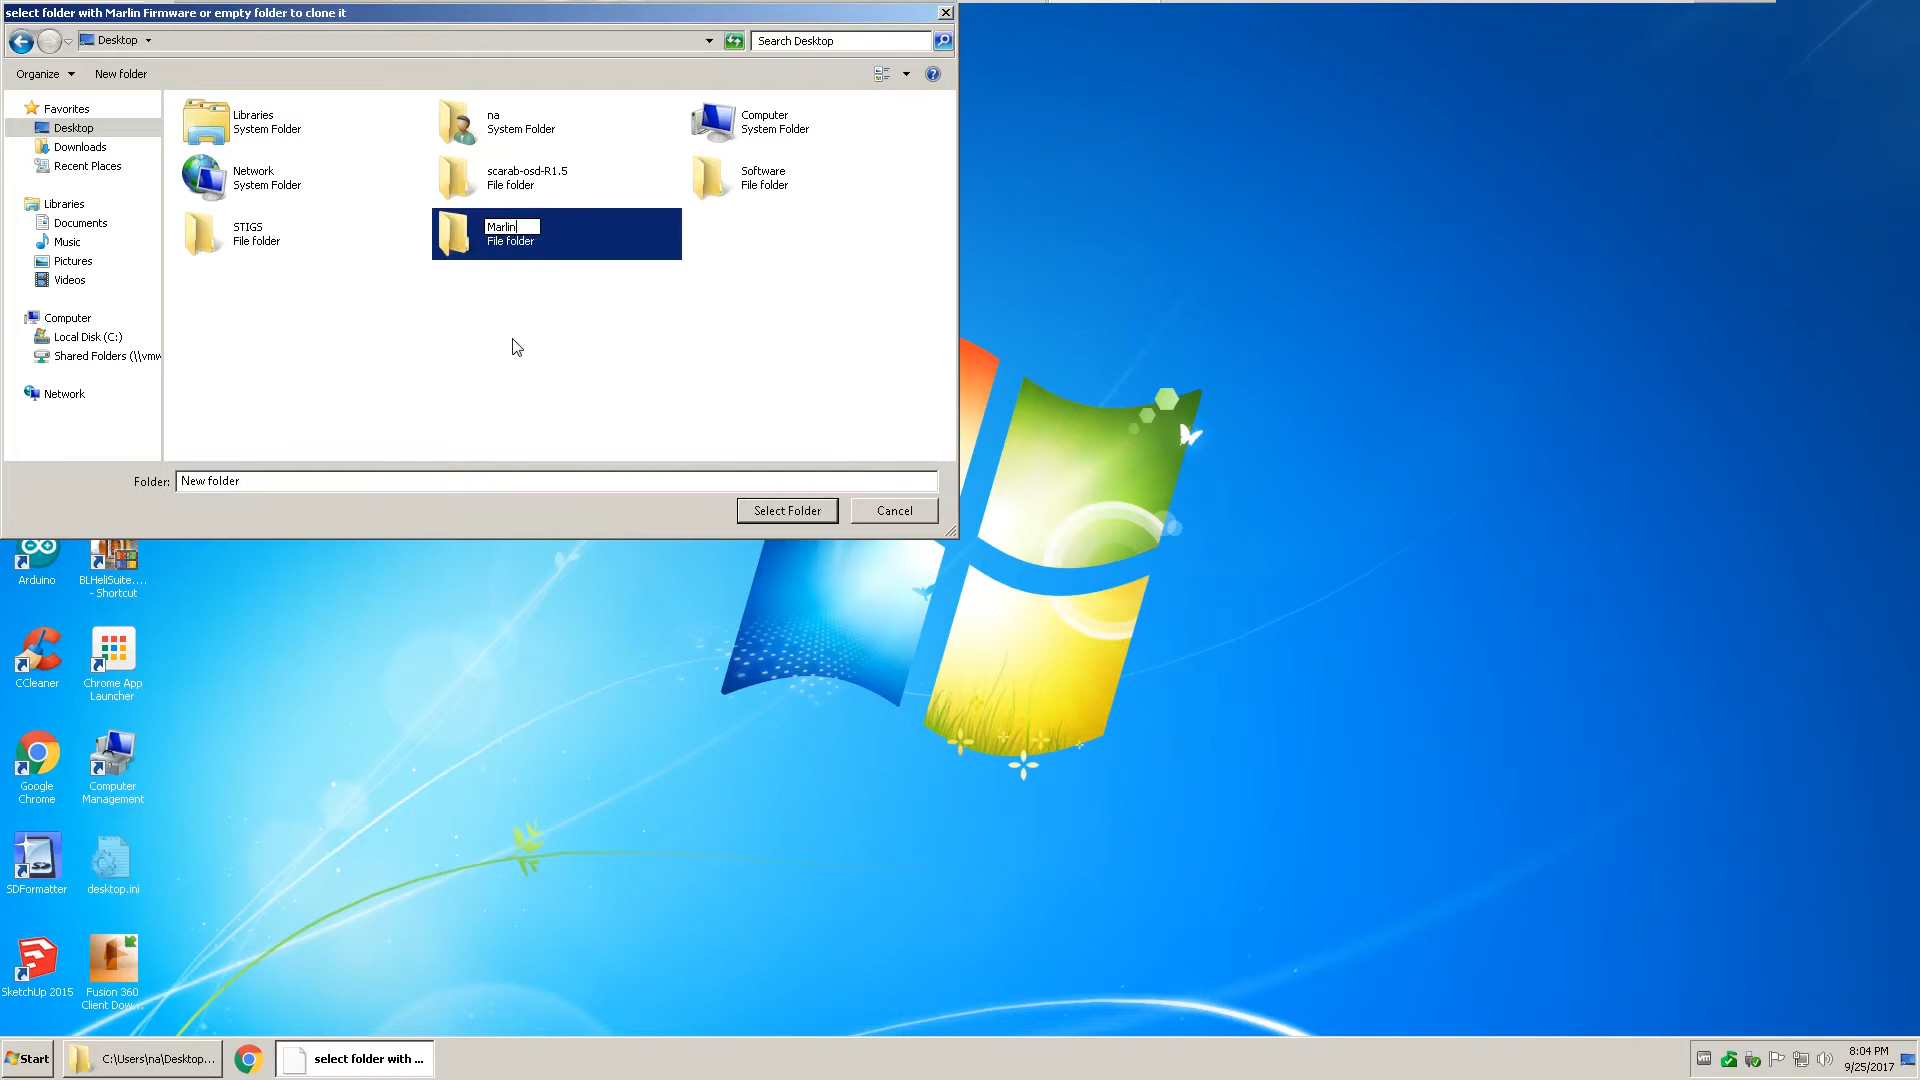 select folder with Marlin Firmware or empty folder to clone it
Desktop
Search Desktop
Organize
New folder
Favorites
Desktop
Downloads
Recent Places
Libraries
Documents
Music
Pictures
Videos
Computer
Local Disk (C:)
Shared Folders (\\vmw
Network
Libraries
System Folder
na
System Folder
Computer
System Folder
Network
System Folder
scarab-osd-R1.5
File folder
Software
File folder
STIGS
File folder
Marlin
File folder
Folder:
New folder
Select Folder
Cancel
Arduino
BLHeliSuite....
- Shortcut
CCleaner
Chrome App
Launcher
Google
Chrome
Computer
Management
SDFormatter
desktop.ini
SketchUp 2015
Fusion 360
Client Dow...
Start
C:\Users\na\Desktop...
select folder with ...
vm
8:04 PM
9/25/2017